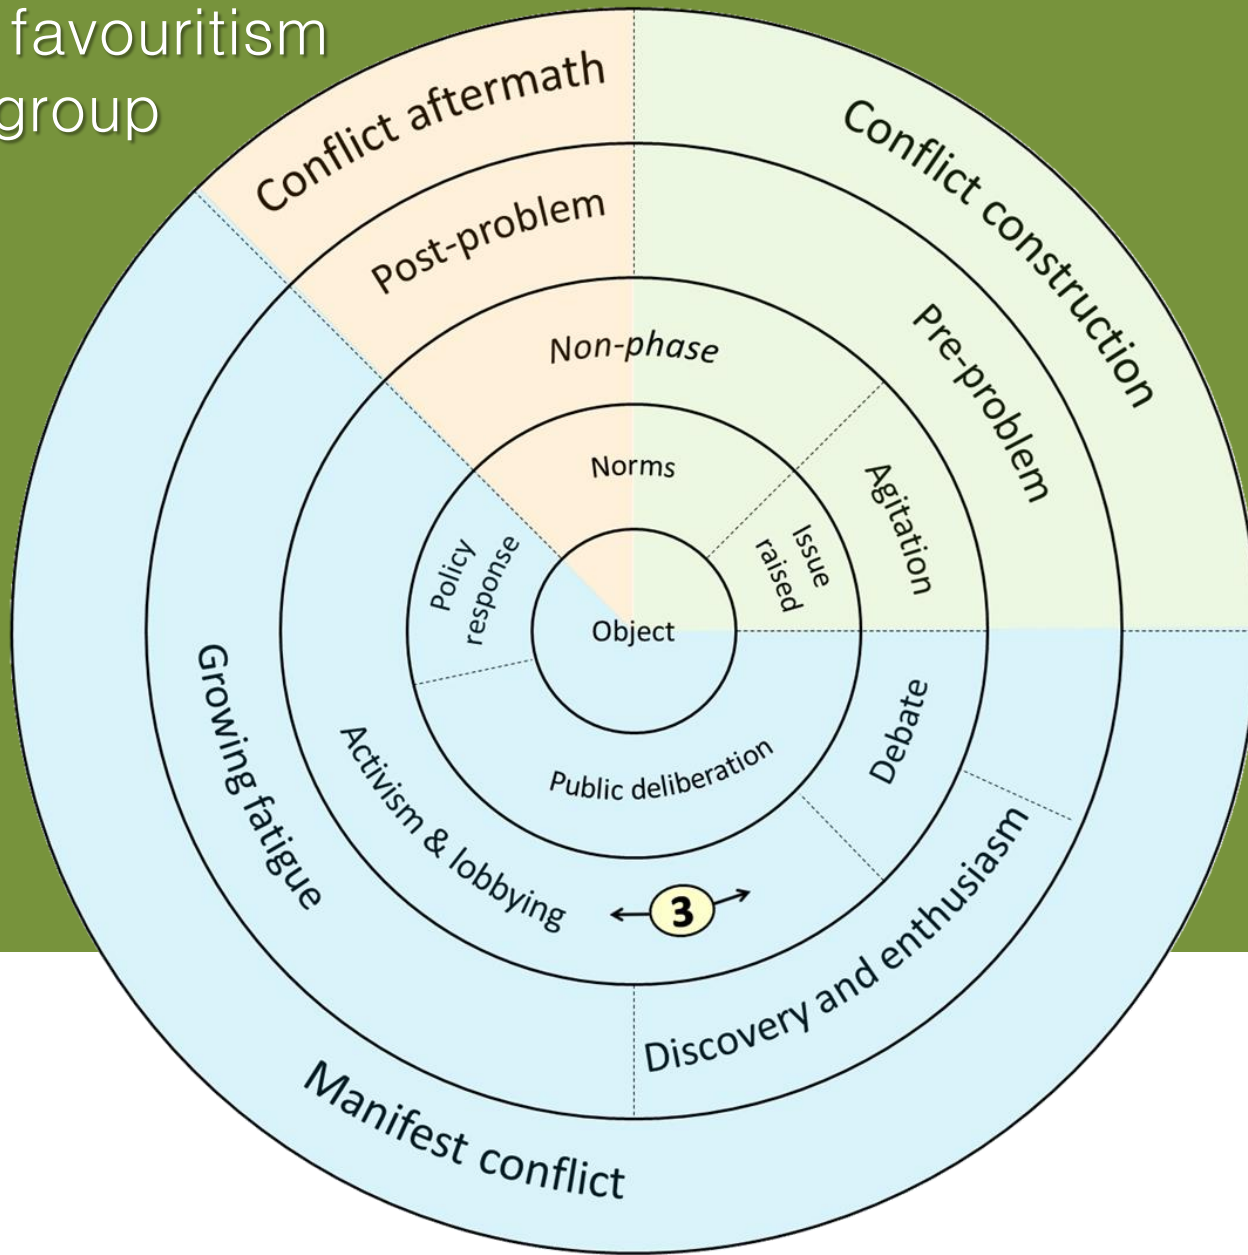 favouritism
group
Conflict aftermath
Conflict construction
Post-problem
Pre-problem
Non-phase
Agitation
Norms
Issue
raised
Policy
response
Object
Debate
Public deliberation
Activism & lobbying
Growing fatigue
3
Discovery and enthusiasm
Manifest conflict